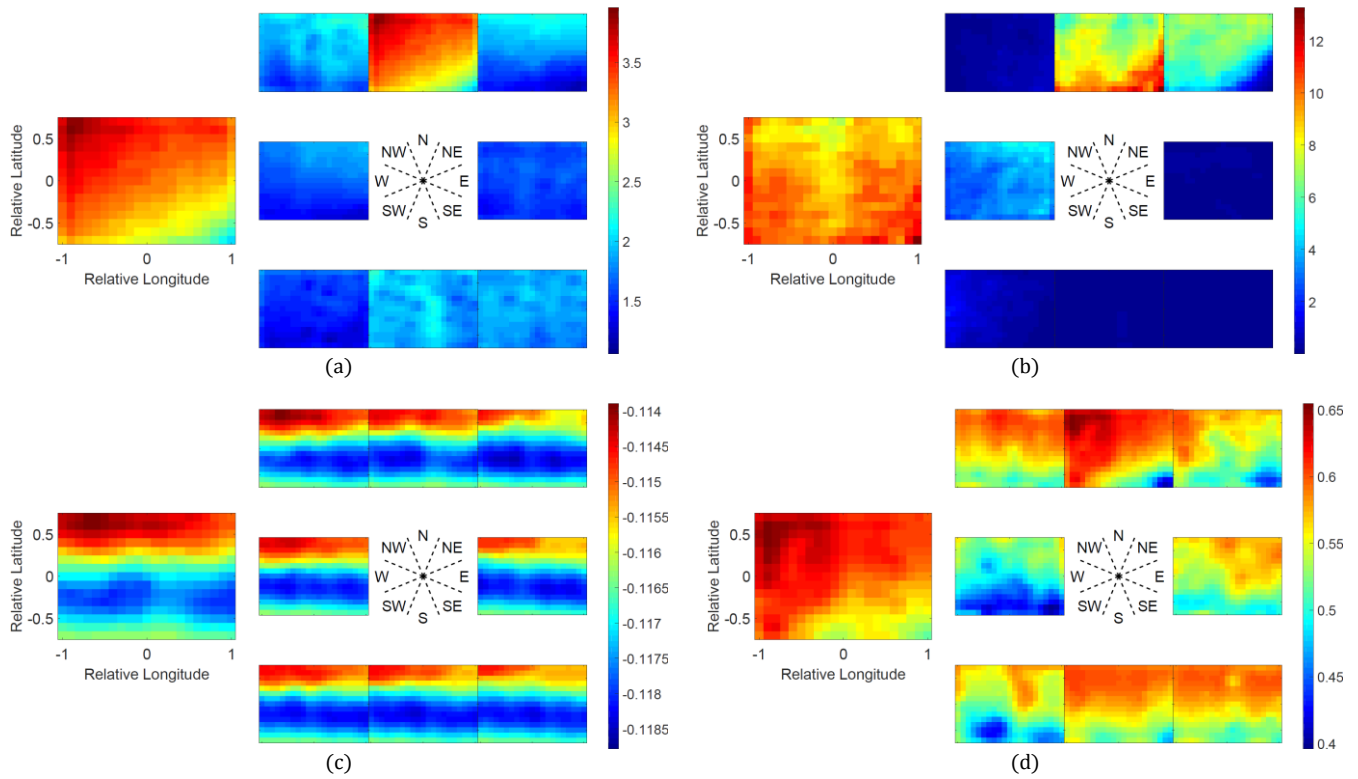 3.5
3
2.5
2
1.5
0.5
0
-0.5
Relative Latitude
-1 0 1
Relative Longitude
N
NW NE
W E
SW SE
S
(a)
12
10
8
6
4
2
0.5
0
-0.5
Relative Latitude
-1 0 1
Relative Longitude
N
NW NE
W E
SW SE
S
(b)
-0.114
-0.1145
-0.115
-0.1155
-0.116
-0.1165
-0.117
-0.1175
-0.118
-0.1185
0.5
0
-0.5
Relative Latitude
-1 0 1
Relative Longitude
N
NW NE
W E
SW SE
S
(c)
0.65
0.6
0.55
0.5
0.45
0.4
0.5
0
-0.5
Relative Latitude
-1 0 1
Relative Longitude
N
NW NE
W E
SW SE
S
(d)